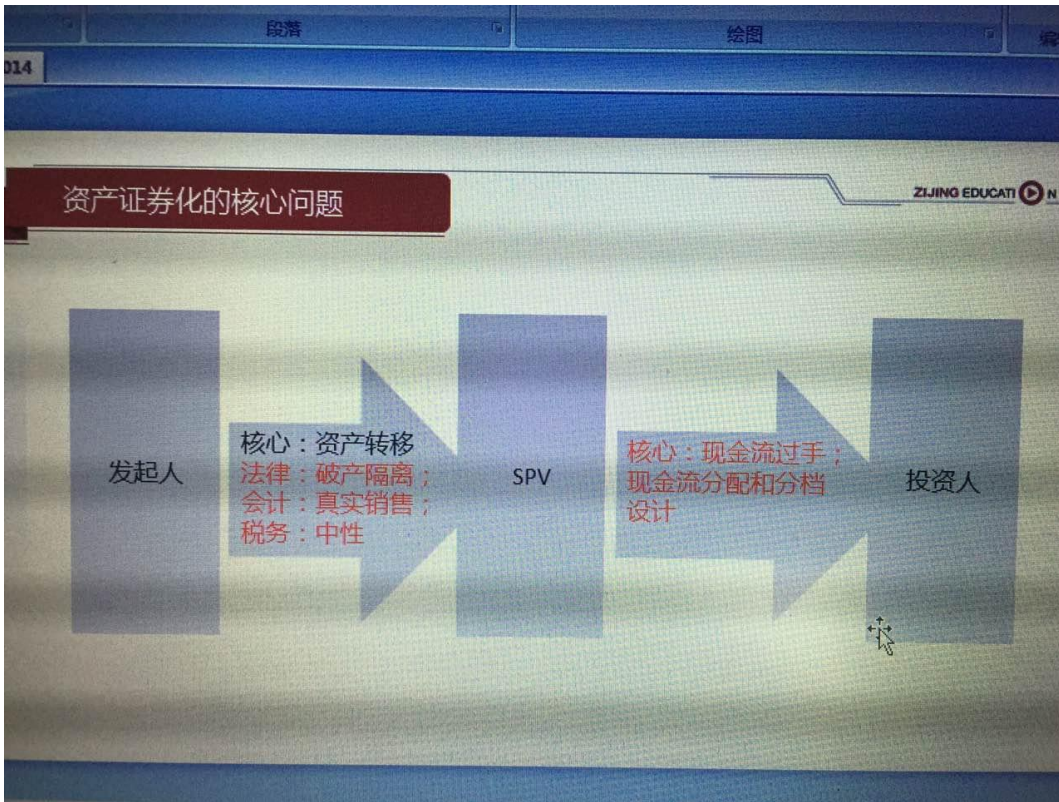 段落
绘图
014
资产证券化的核心问题
ZIJING EDUCATI N
发起人
核心：资产转移
法律：破产隔离；
会计：真实销售；
税务：中性
SPV
核心：现金流过手；
现金流分配和分档
设计
投资人